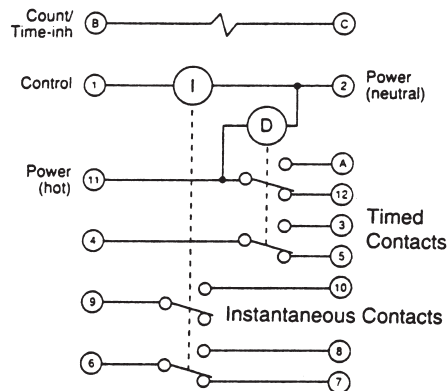 Count/
Time-inh
B
C
Control
1
I
2
Power
(neutral)
D
Power
(hot)
11
A
12
3
Timed
Contacts
4
5
10
9
Instantaneous Contacts
8
6
7